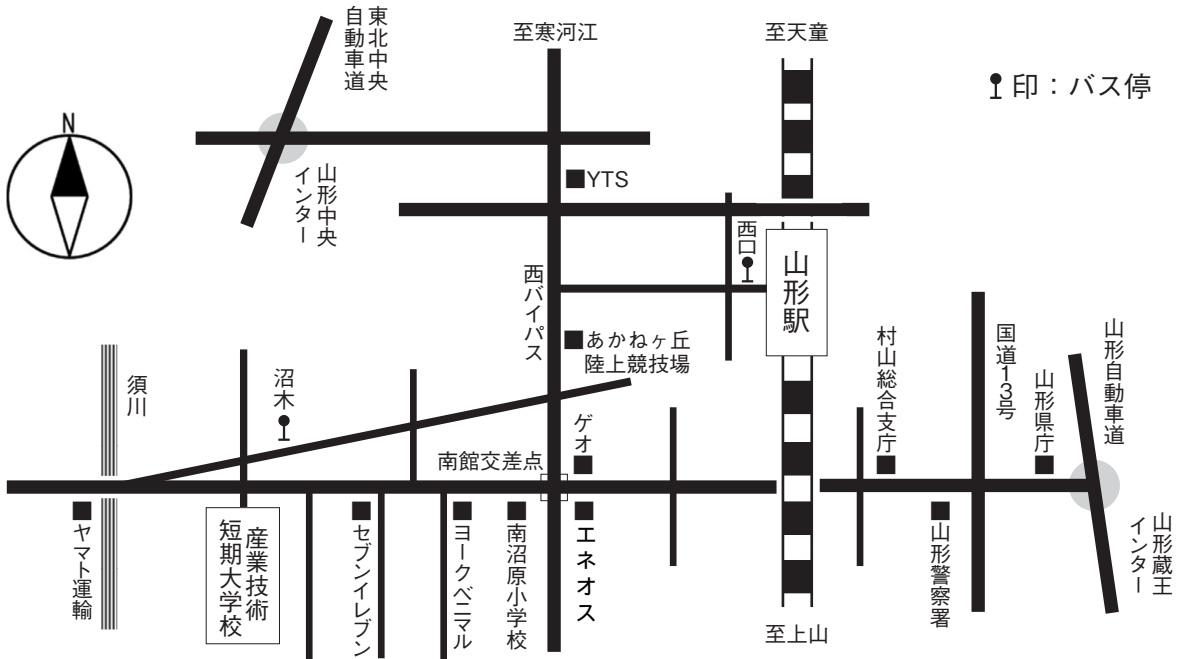 東北中央
自動車道
至寒河江
至天童
印：バス停
N
山形中央
インター
YTS
西口
山形駅
西バイパス
あかねヶ丘
陸上競技場
村山総合支庁
国道13号
山形県庁
山形自動車道
須川
沼木
ゲオ
南館交差点
ヤマト運輸
産業技術
短期大学校
セブンイレブン
ヨークベニマル
南沼原小学校
エネオス
山形警察署
山形蔵王
インター
至上山